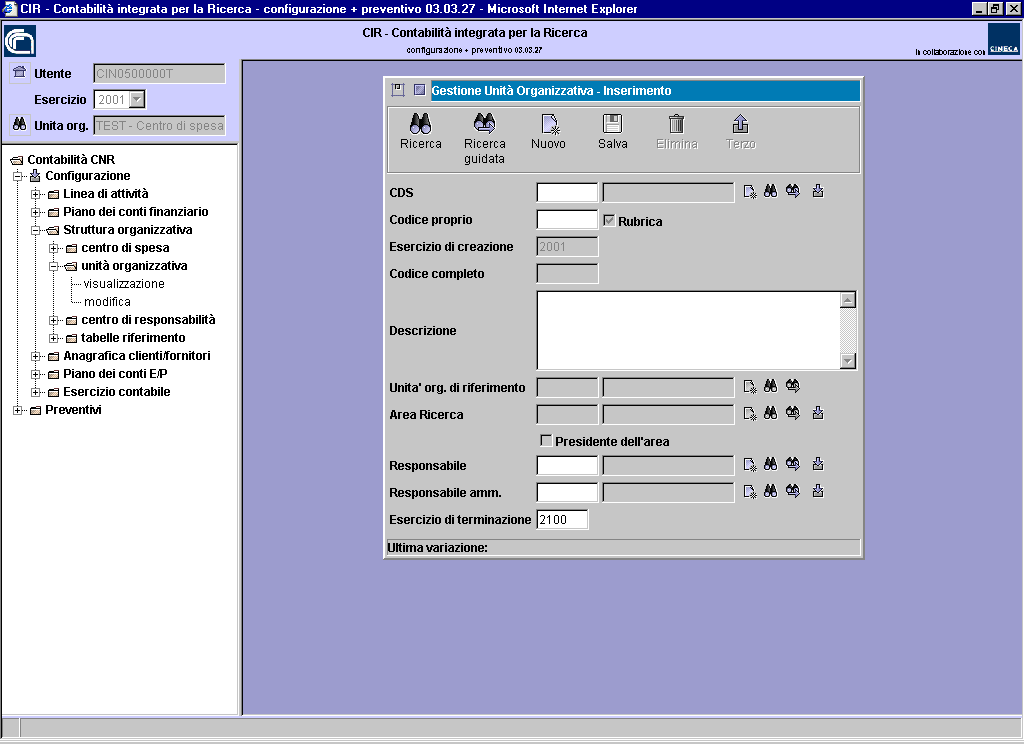 CIR - Contabilità integrata per la Ricerca - configurazione + preventivo 03.03.27 - Microsoft Internet Explorer
CIR - Contabilità integrata per la Ricerca
configurazione + preventivo 03.03.27
In collaborazione con
CINECA
Utente CIN0500000T
Esercizio 2001
Unita org. TEST - Centro di spesa
Contabilità CNR
Configurazione
Linea di attività
Piano dei conti finanziario
Struttura organizzativa
centro di spesa
unità organizzativa
visualizzazione
modifica
centro di responsabilità
tabelle riferimento
Anagrafica clienti/fornitori
Piano dei conti E/P
Esercizio contabile
Preventivi
Gestione Unità Organizzativa - Inserimento
Ricerca
Ricerca guidata
Nuovo
Salva
Elimina
Terzo
CDS
Codice proprio
Rubrica
Esercizio di creazione 2001
Codice completo
Descrizione
Unita' org. di riferimento
Area Ricerca
Presidente dell'area
Responsabile
Responsabile amm.
Esercizio di terminazione 2100
Ultima variazione: